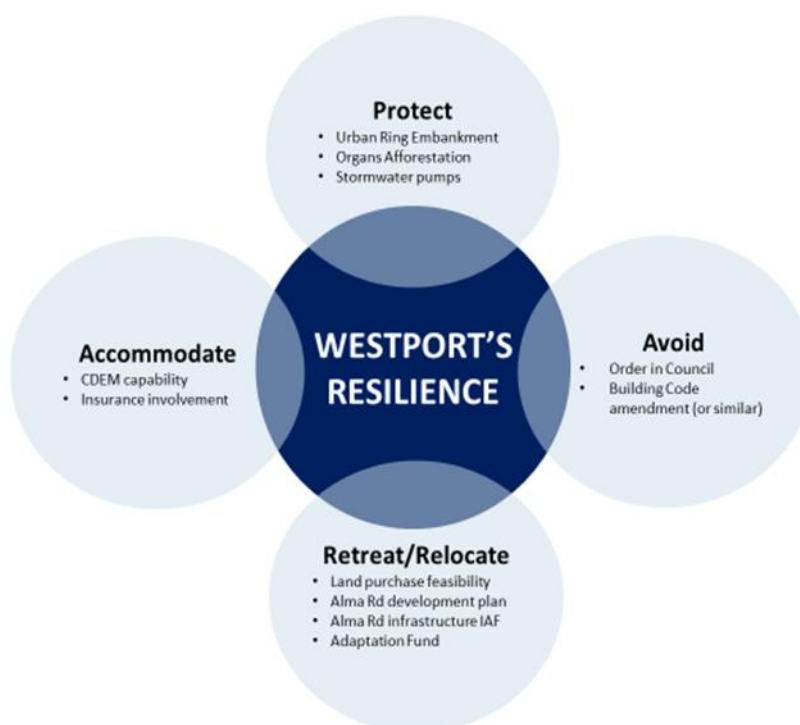 Protect
• Urban Ring Embankment
• Organs Afforestation
• Stormwater pumps
WESTPORT'S
RESILIENCE
Accommodate
• CDEM capability
• Insurance involvement
Avoid
• Order in Council
• Building Code
amendment (or similar)
Retreat/Relocate
• Land purchase feasibility
• Alma Rd development plan
• Alma Rd infrastructure IAF
• Adaptation Fund